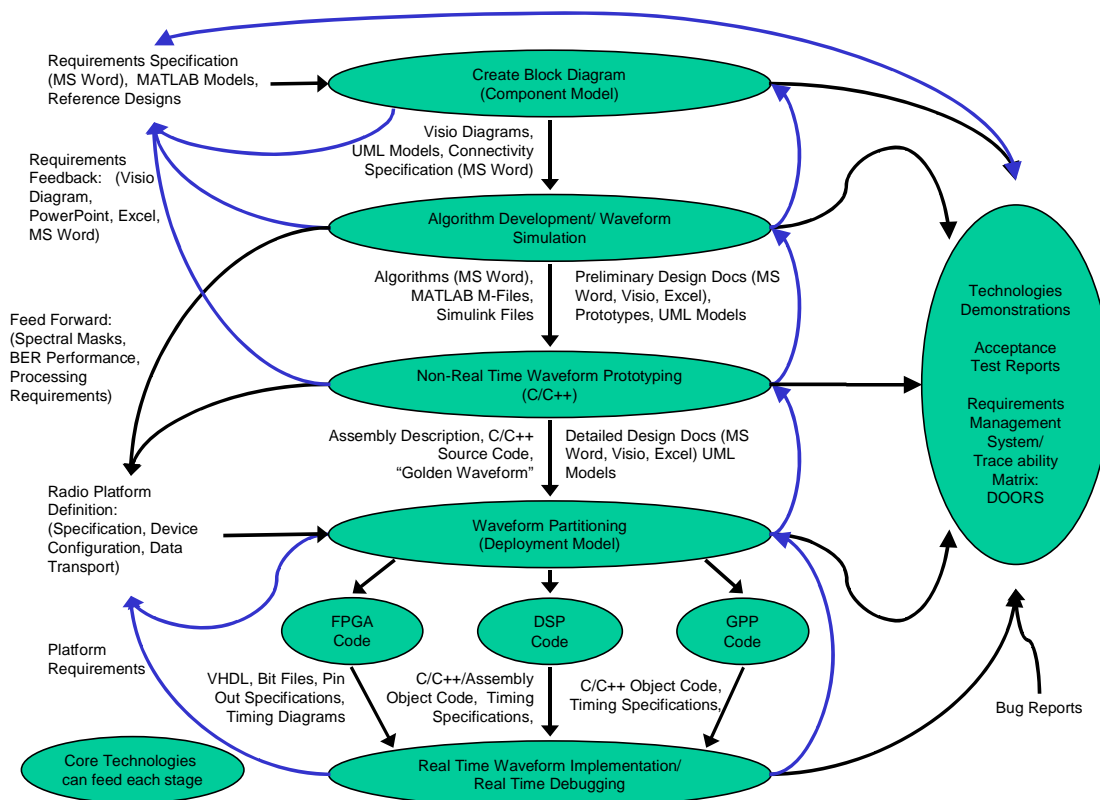 Requirements Specification
(MS Word), MATLAB Models,
Reference Designs
Create Block Diagram
(Component Model)
Visio Diagrams,
UML Models, Connectivity
Specification (MS Word)
Requirements
Feedback: (Visio
Diagram,
PowerPoint, Excel,
MS Word)
Algorithm Development/ Waveform
Simulation
Algorithms (MS Word),
MATLAB M-Files,
Simulink Files
Preliminary Design Docs (MS
Word, Visio, Excel),
Prototypes, UML Models
Feed Forward:
(Spectral Masks,
BER Performance,
Processing
Requirements)
Non-Real Time Waveform Prototyping
(C/C++)
Technologies
Demonstrations
Acceptance
Test Reports
Requirements
Management
System/
Trace ability
Matrix:
DOORS
Assembly Description, C/C++
Source Code,
“Golden Waveform”
Detailed Design Docs (MS
Word, Visio, Excel) UML
Models
Radio Platform
Definition:
(Specification, Device
Configuration, Data
Transport)
Waveform Partitioning
(Deployment Model)
FPGA
Code
DSP
Code
GPP
Code
Platform
Requirements
VHDL, Bit Files, Pin
Out Specifications,
Timing Diagrams
C/C++/Assembly
Object Code, Timing
Specifications,
C/C++ Object Code,
Timing Specifications,
Bug Reports
Core Technologies
can feed each stage
Real Time Waveform Implementation/
Real Time Debugging